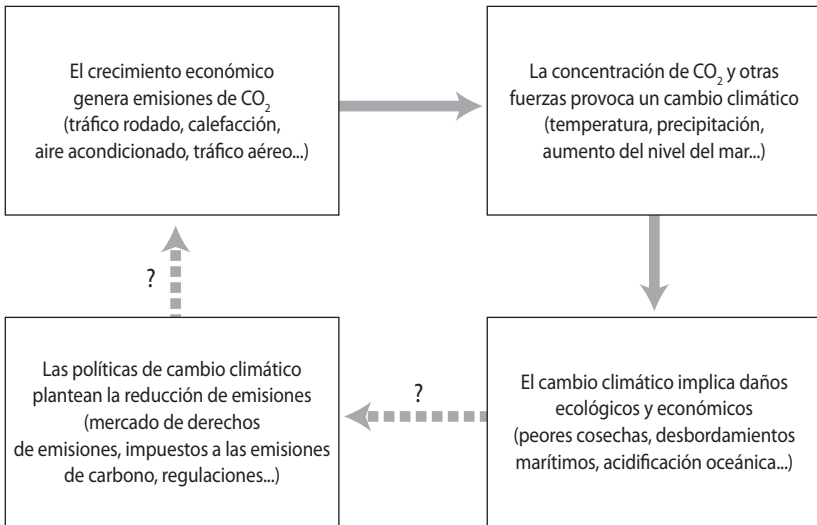 El crecimiento económico
genera emisiones de CO₂
(tráfico rodado, calefacción,
aire acondicionado, tráfico aéreo...)
La concentración de CO₂ y otras
fuerzas provoca un cambio climático
(temperatura, precipitación,
aumento del nivel del mar...)
?
?
Las políticas de cambio climático
plantean la reducción de emisiones
(mercado de derechos
de emisiones, impuestos a las emisiones
de carbono, regulaciones...)
El cambio climático implica daños
ecológicos y económicos
(peores cosechas, desbordamientos
marítimos, acidificación oceánica...)